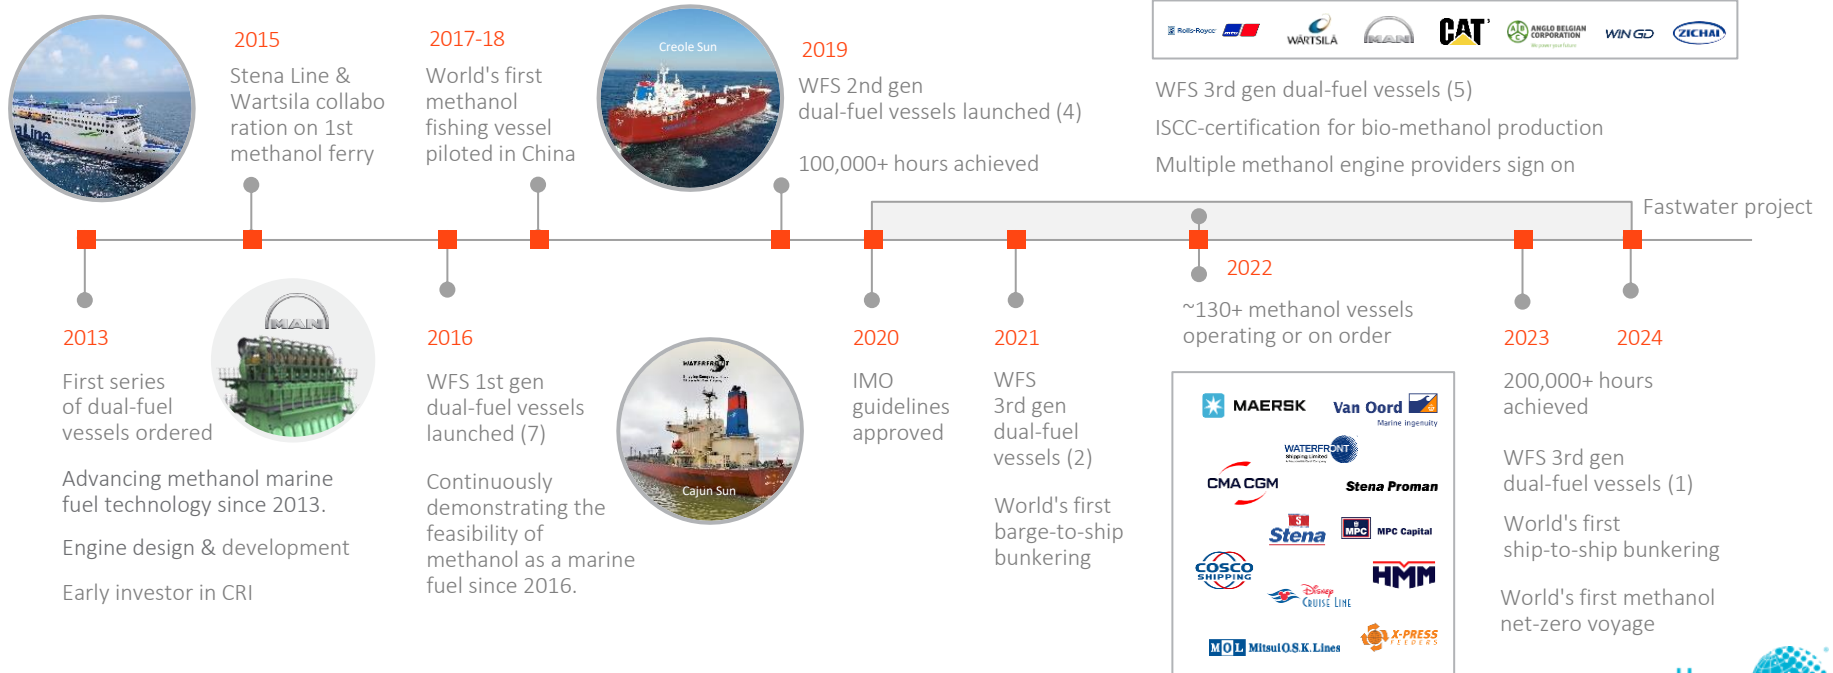 2015
Stena Line &
Wartsila collabo
ration on 1st
methanol ferry
2017-18
World's first
methanol
fishing vessel
piloted in China
Creole Sun
2019
WFS 2nd gen
dual-fuel vessels launched (4)
100,000+ hours achieved
Rolls-Royce mtu WÄRTSILÄ MAN CAT ABC ANGLO BELGIAN CORPORATION WIN GD ZICHAI
WFS 3rd gen dual-fuel vessels (5)
ISCC-certification for bio-methanol production
Multiple methanol engine providers sign on
Fastwater project
2013
First series
of dual-fuel
vessels ordered
Advancing methanol marine
fuel technology since 2013.
Engine design & development
Early investor in CRI
MAN
2016
WFS 1st gen
dual-fuel vessels
launched (7)
Continuously
demonstrating the
feasibility of
methanol as a marine
fuel since 2016.
WATERFRONT
Cajun Sun
2020
IMO
guidelines
approved
2021
WFS
3rd gen
dual-fuel
vessels (2)
World's first
barge-to-ship
bunkering
2022
~130+ methanol vessels
operating or on order
MAERSK
Van Oord
Marine ingenuity
WATERFRONT
Shipping Limited
CMA CGM
Stena Proman
Stena
MPC MPC Capital
COSCO
SHIPPING
HMM
Disney
CRUISE LINE
MOL Mitsui O.S.K. Lines
X-PRESS
FEEDERS
2023
200,000+ hours
achieved
WFS 3rd gen
dual-fuel vessels (1)
World's first
ship-to-ship bunkering
World's first methanol
net-zero voyage
2024